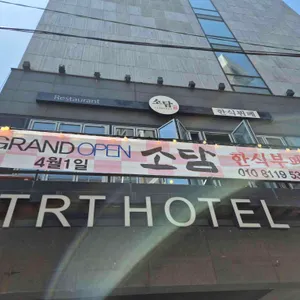 Restaurant
소담
한식뷔페
GRAND OPEN
4월1일
소담
한식부페
010 8119 53
TRT HOTEL